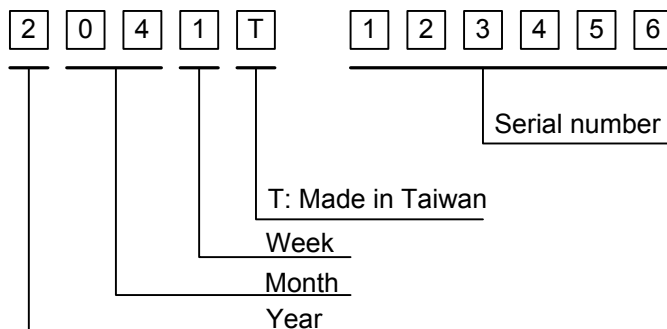 2 0 4 1 T 1 2 3 4 5 6
Serial number
T: Made in Taiwan
Week
Month
Year